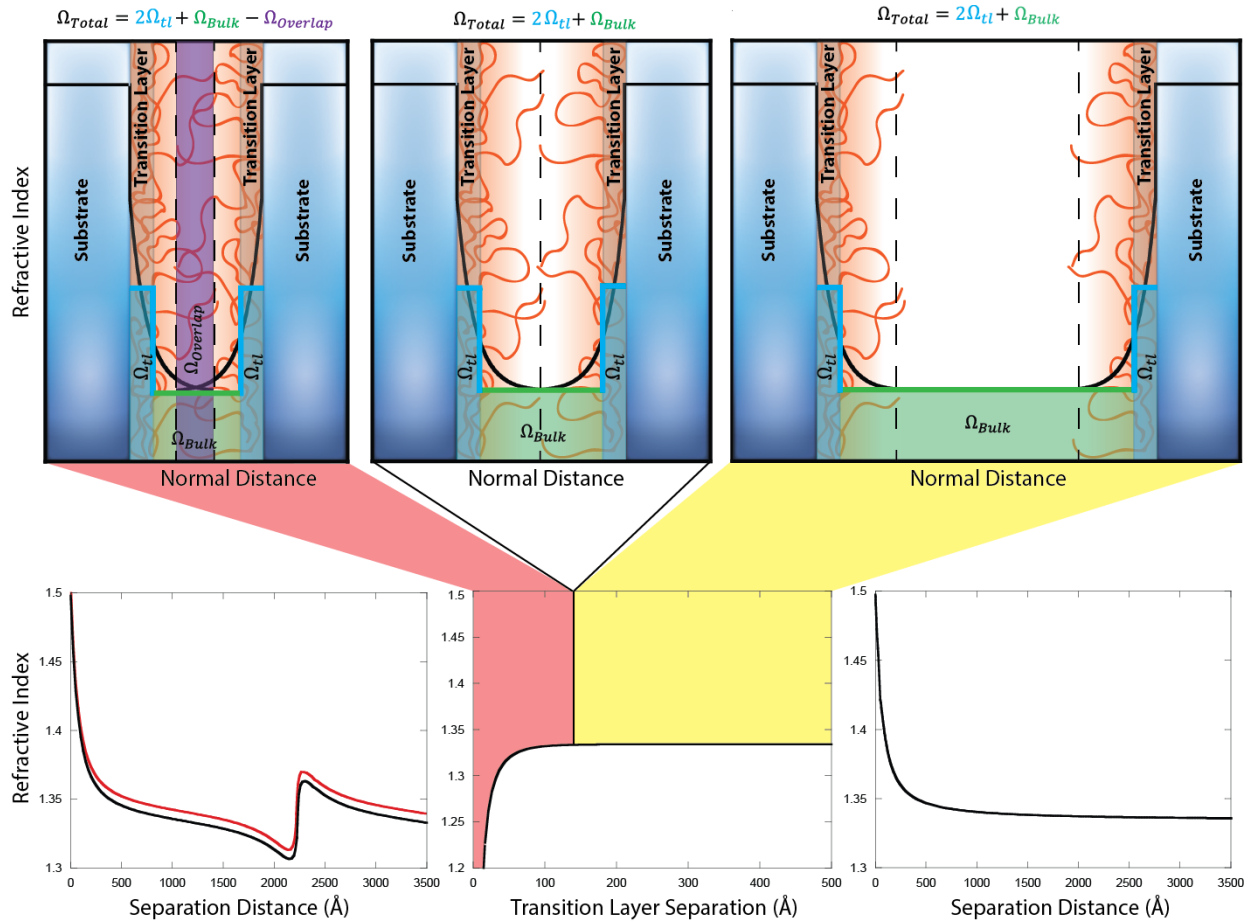 Ω_Total = 2Ω_tl + Ω_Bulk − Ω_Overlap
Ω_Total = 2Ω_tl + Ω_Bulk
Ω_Total = 2Ω_tl + Ω_Bulk
Refractive Index
Substrate
Transition Layer
Transition Layer
Substrate
Ω_tl
Ω_Overlap
Ω_tl
Ω_Bulk
Normal Distance
Substrate
Transition Layer
Transition Layer
Substrate
Ω_tl
Ω_tl
Ω_Bulk
Normal Distance
Substrate
Transition Layer
Transition Layer
Substrate
Ω_tl
Ω_tl
Ω_Bulk
Normal Distance
Refractive Index
1.5
1.45
1.4
1.35
1.3
0 500 1000 1500 2000 2500 3000 3500
Separation Distance (Å)
1.5
1.45
1.4
1.35
1.3
1.25
1.2
0 100 200 300 400 500
Transition Layer Separation (Å)
1.5
1.45
1.4
1.35
1.3
0 500 1000 1500 2000 2500 3000 3500
Separation Distance (Å)